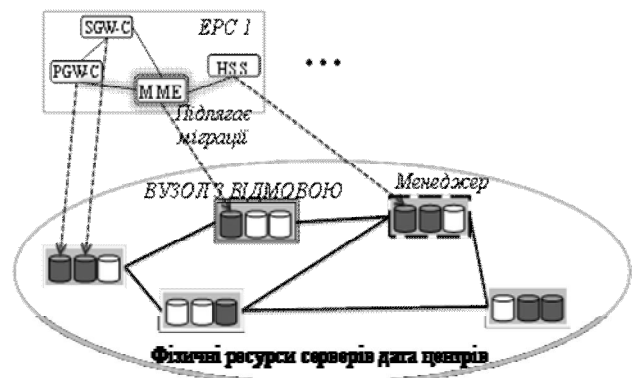 SGW-C
EPC 1
PGW-C
HSS
MME
Підлягає
міграції
ВУЗОЛ З ВІДМОВОЮ
Менеджер
Фізичні ресурси серверів дата центрів